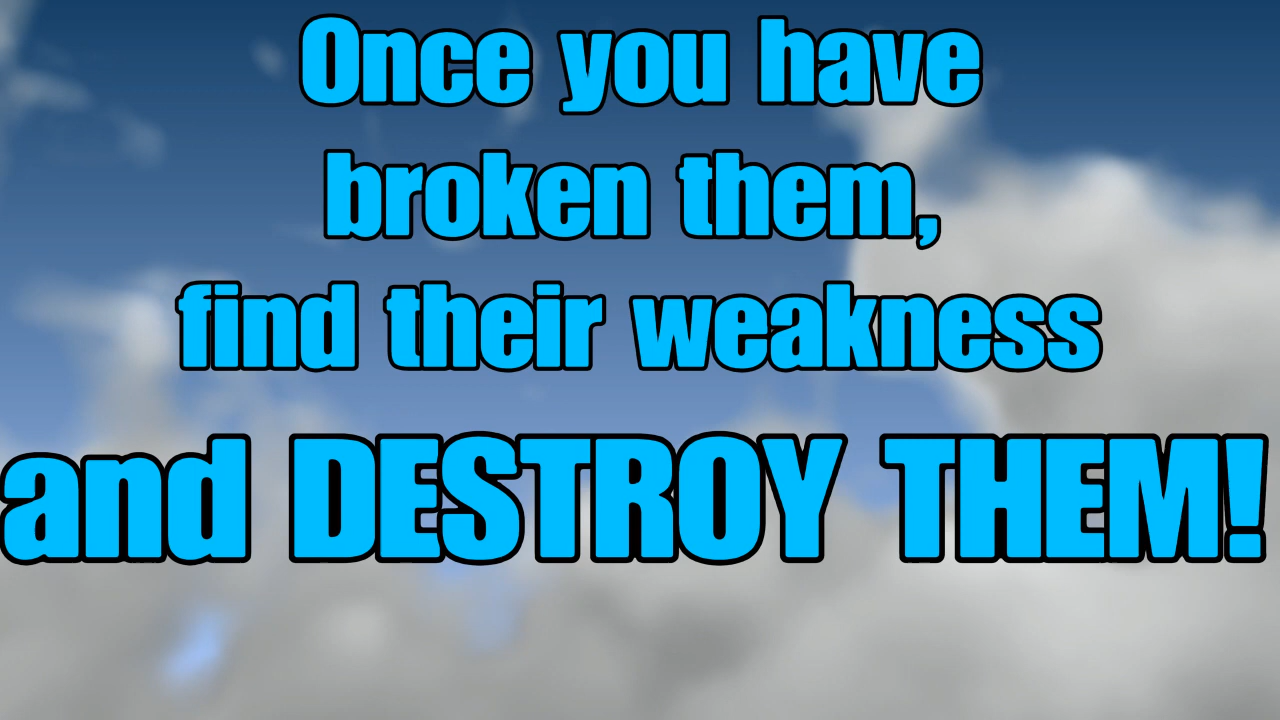 Once you have
broken them,
find their weakness
and DESTROY THEM!